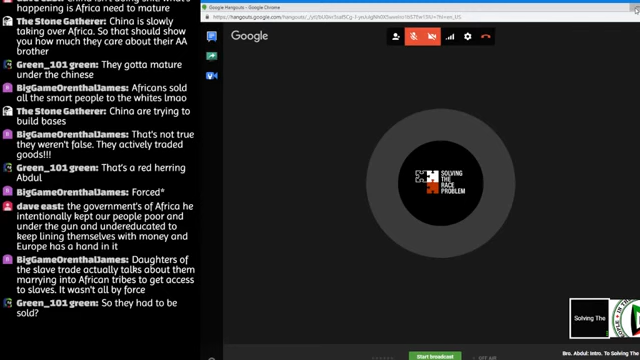 happening is Africa need to mature
The Stone Gatherer: China is slowly
taking over Africa. So that should show
you how much they care about their AA
brother
Green_101 green: They gotta mature
under the chinese
BigGameOrenthalJames: Africans sold
all the smart people to the whites lmao
The Stone Gatherer: China are trying to
build bases
BigGameOrenthalJames: That's not true
they weren't false. They actively traded
goods!!!
Green_101 green: That's a red herring
Abdul
BigGameOrenthalJames: Forced*
dave east: the government's of Africa he
intentionally kept our people poor and
under the gun and undereducated to
keep lining themselves with money and
Europe has a hand in it
BigGameOrenthalJames: Daughters of
the slave trade actually talks about them
marrying into African tribes to get access
to slaves. It wasn't all by force
Green_101 green: So they had to be
sold?
Google Hangouts - Google Chrome
https://hangouts.google.com/hangouts/
Google
SOLVING
THE
RACE
PROBLEM
Solving The
Start broadcast
Bro. Abdul: Intro. To Solving The